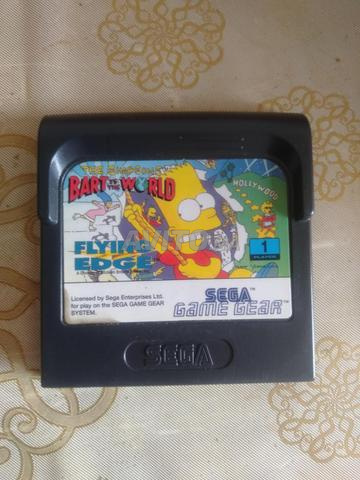 THE SIMPSONS
BART VS THE WORLD
HOLLYWOOD
FLYING
EDGE
1
PLAYER
Licensed by Sega Enterprises Ltd.
for play on the SEGA GAME GEAR
SYSTEM.
SEGA
GAME GEAR™
SEGA